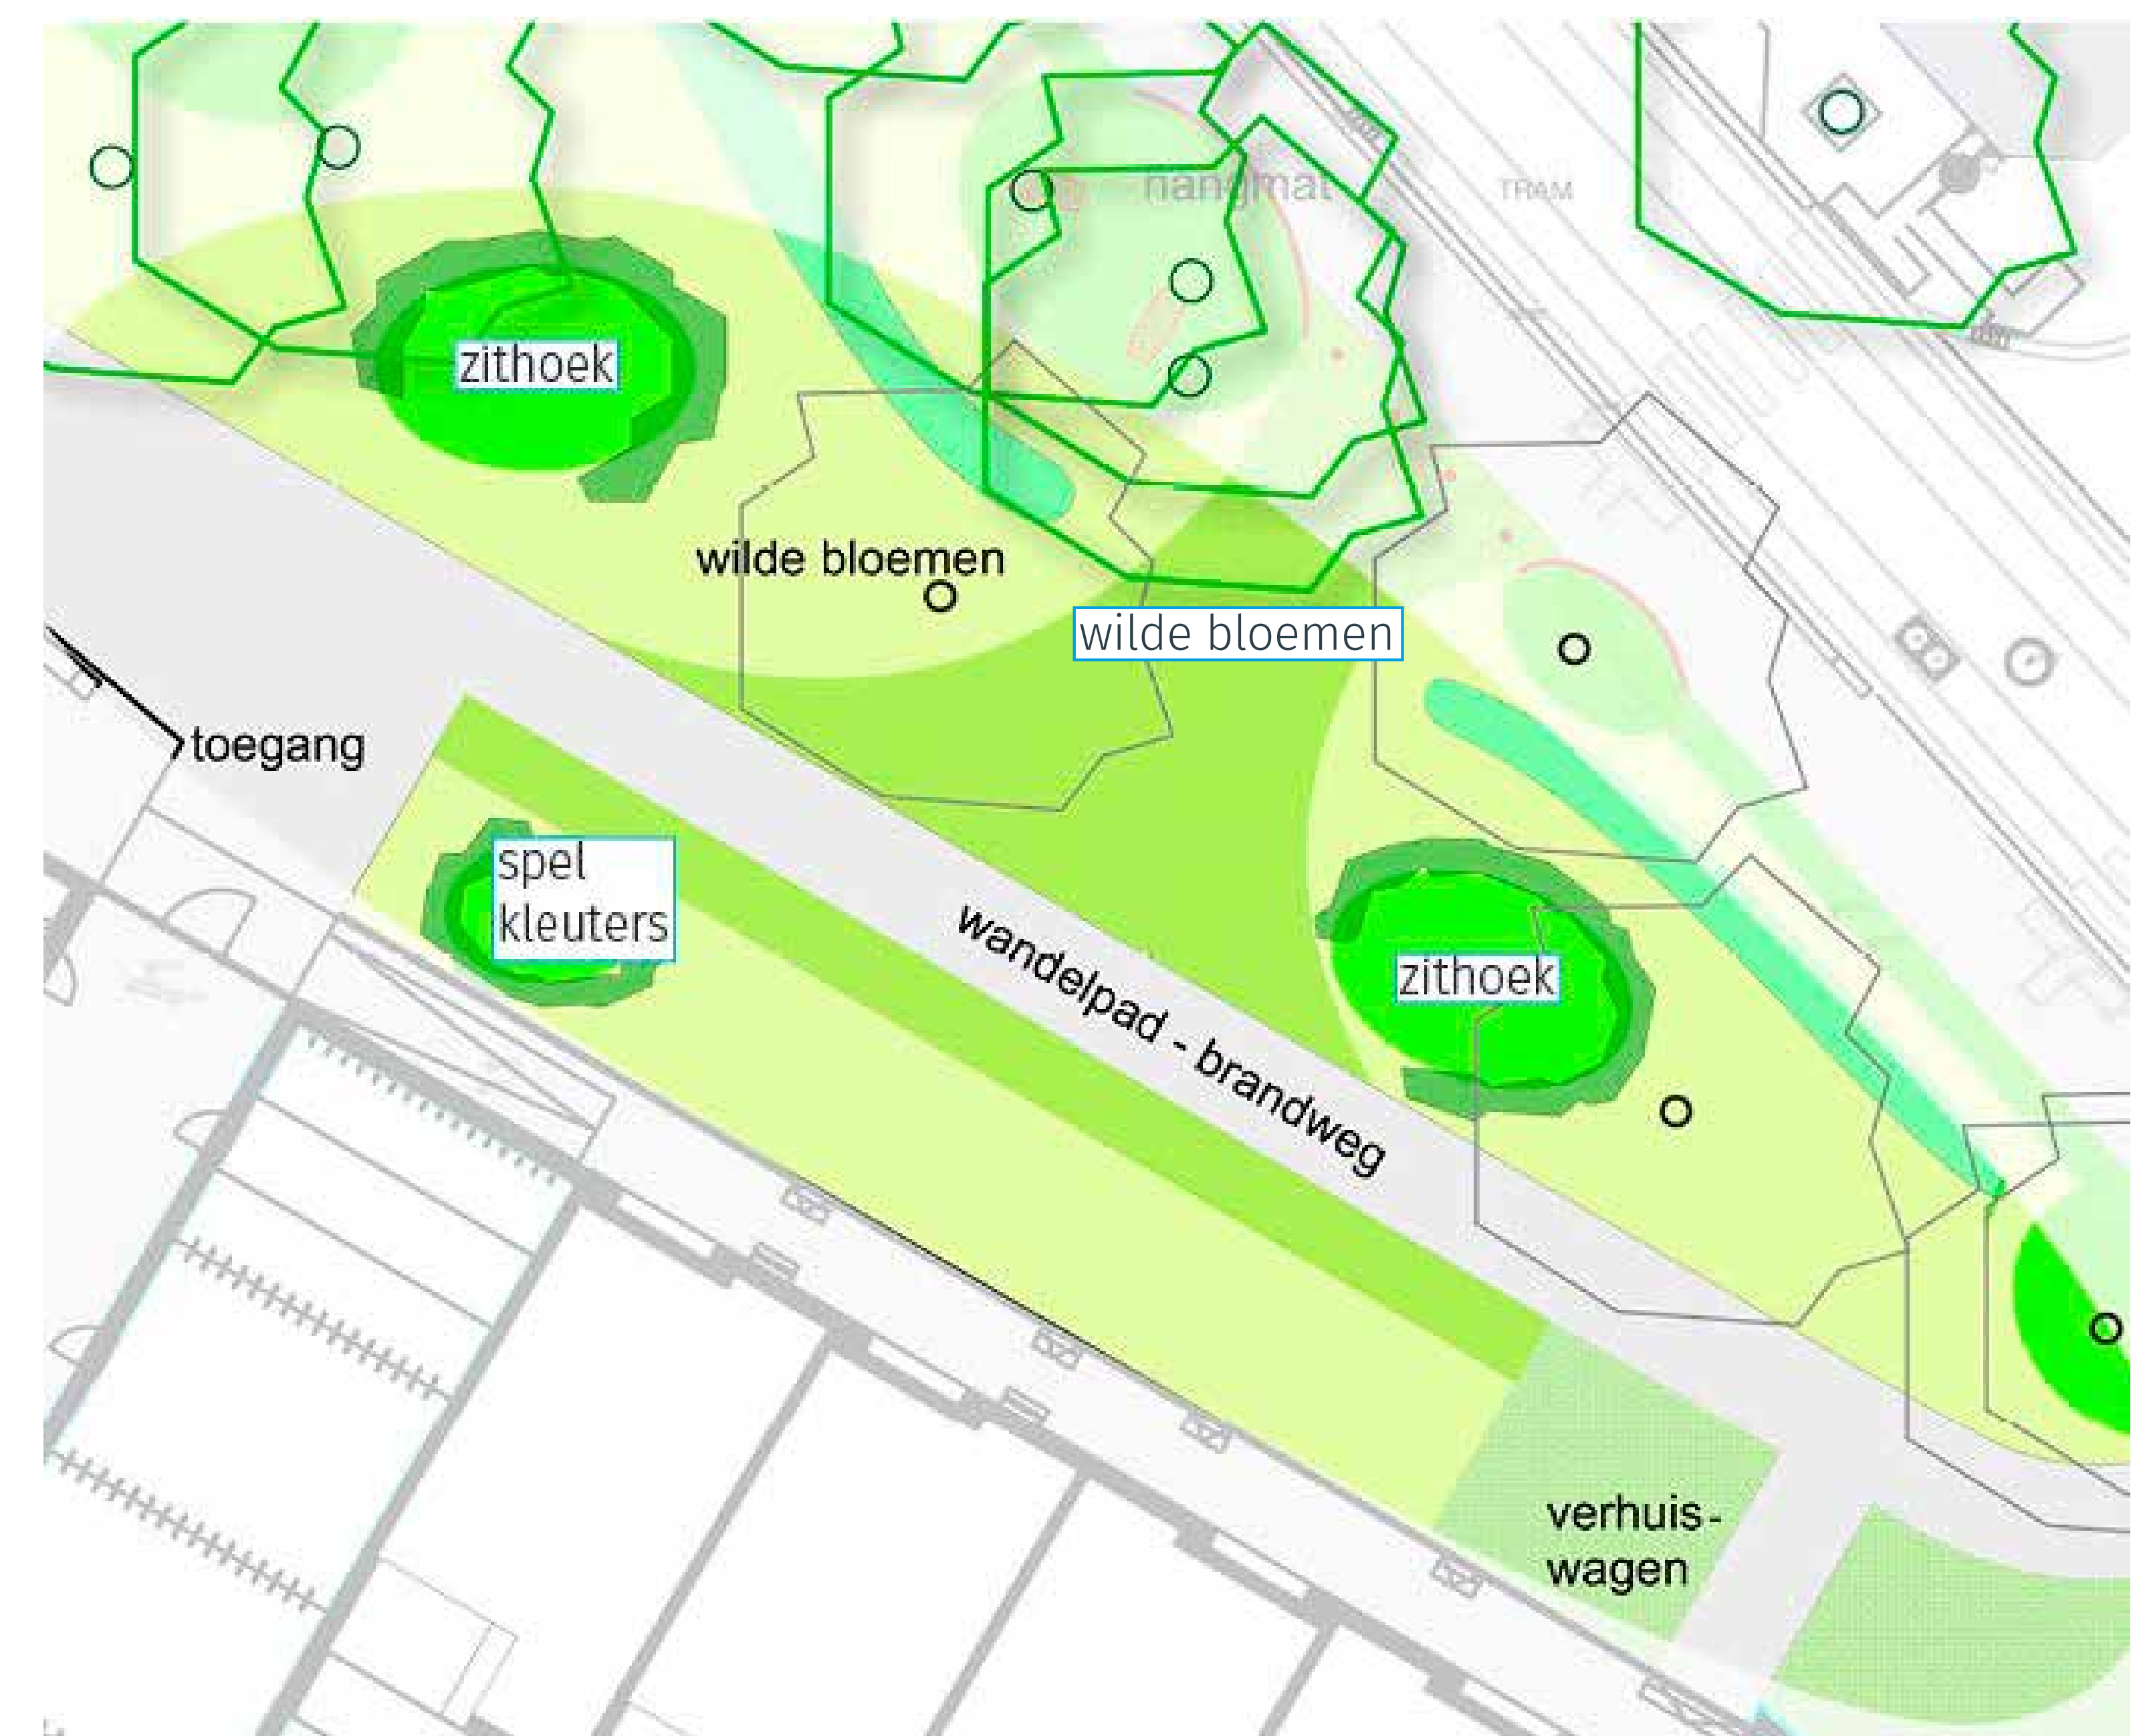 hangmat
TRAM
zithoek
wilde bloemen
wilde bloemen
toegang
spel
kleuters
wandelpad - brandweg
zithoek
verhuis-
wagen